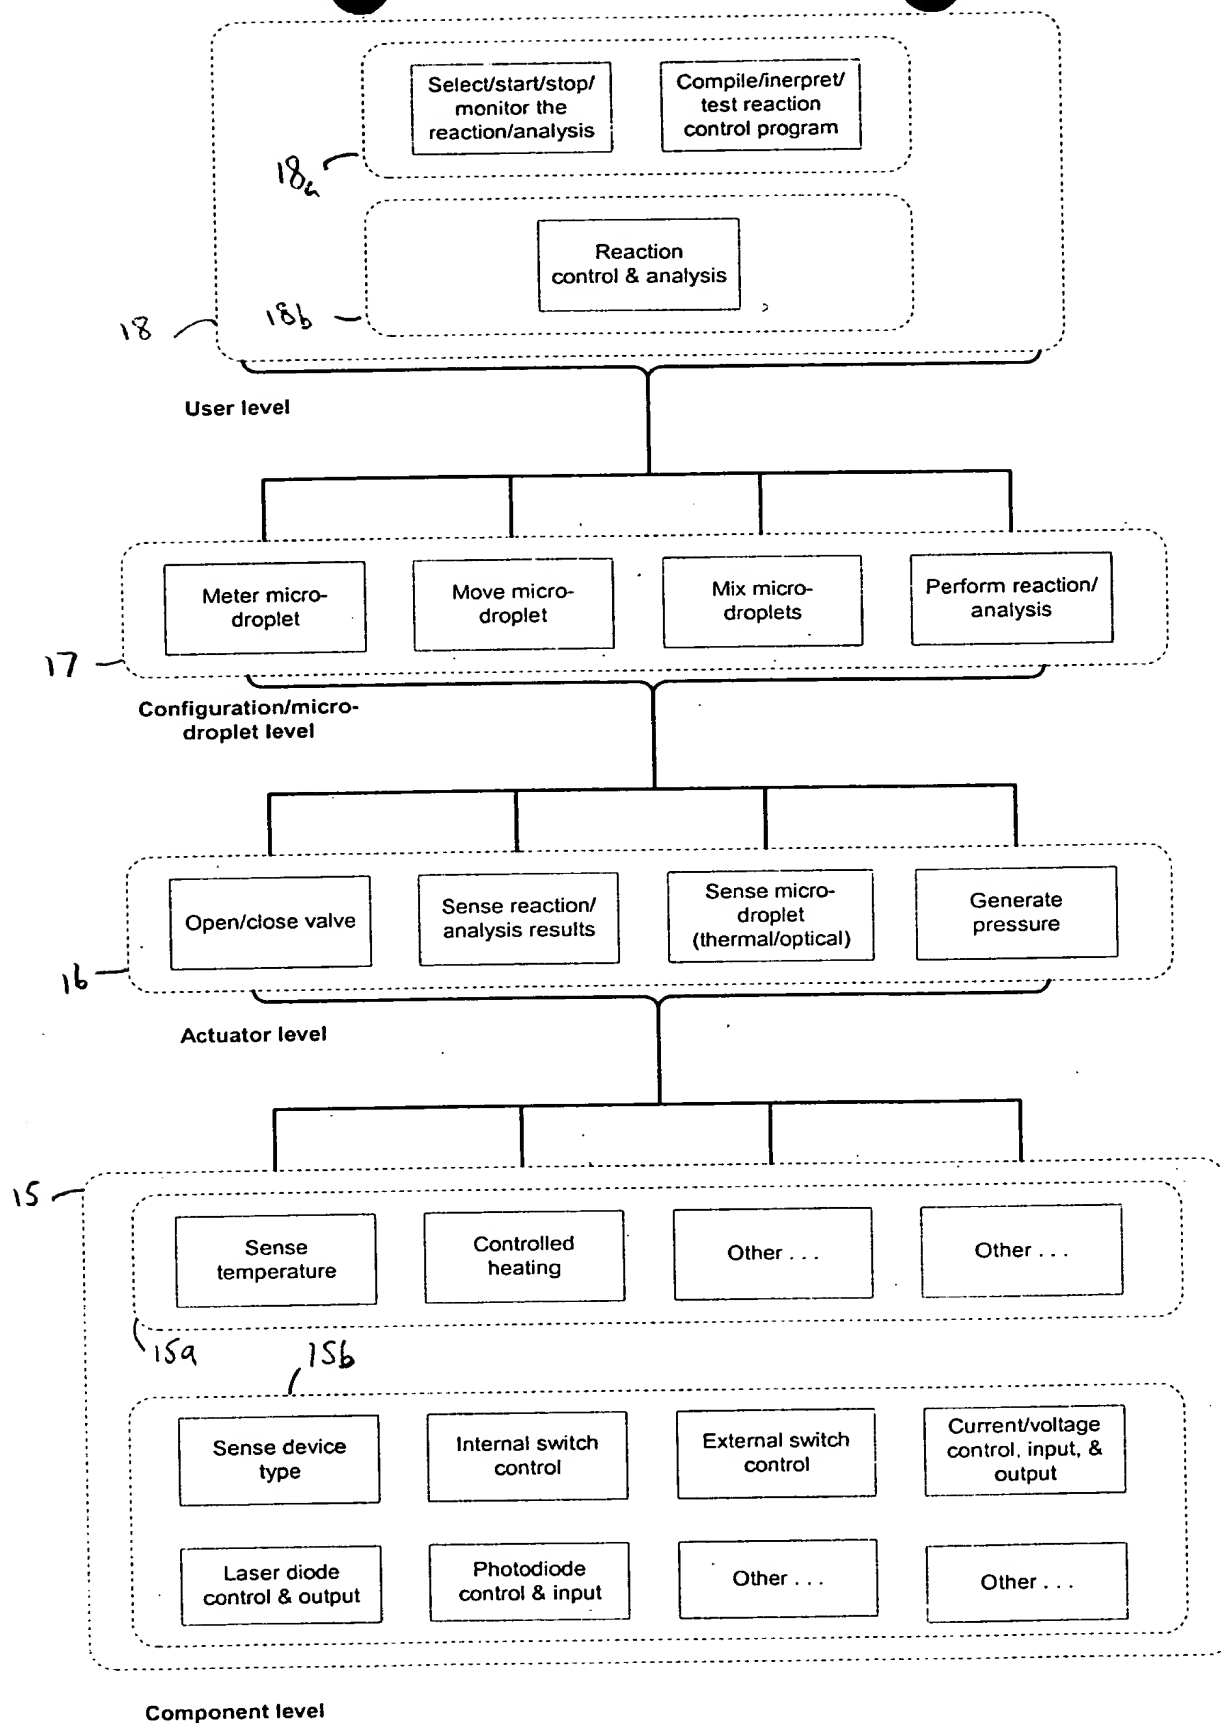 Select/start/stop/
monitor the
reaction/analysis
Compile/inerpret/
test reaction
control program
18a
Reaction
control & analysis
18b
18
User level
Meter micro-
droplet
Move micro-
droplet
Mix micro-
droplets
Perform reaction/
analysis
17
Configuration/micro-
droplet level
Open/close valve
Sense reaction/
analysis results
Sense micro-
droplet
(thermal/optical)
Generate
pressure
16
Actuator level
15
Sense
temperature
Controlled
heating
Other . . .
Other . . .
15a
15b
Sense device
type
Internal switch
control
External switch
control
Current/voltage
control, input, &
output
Laser diode
control & output
Photodiode
control & input
Other . . .
Other . . .
Component level